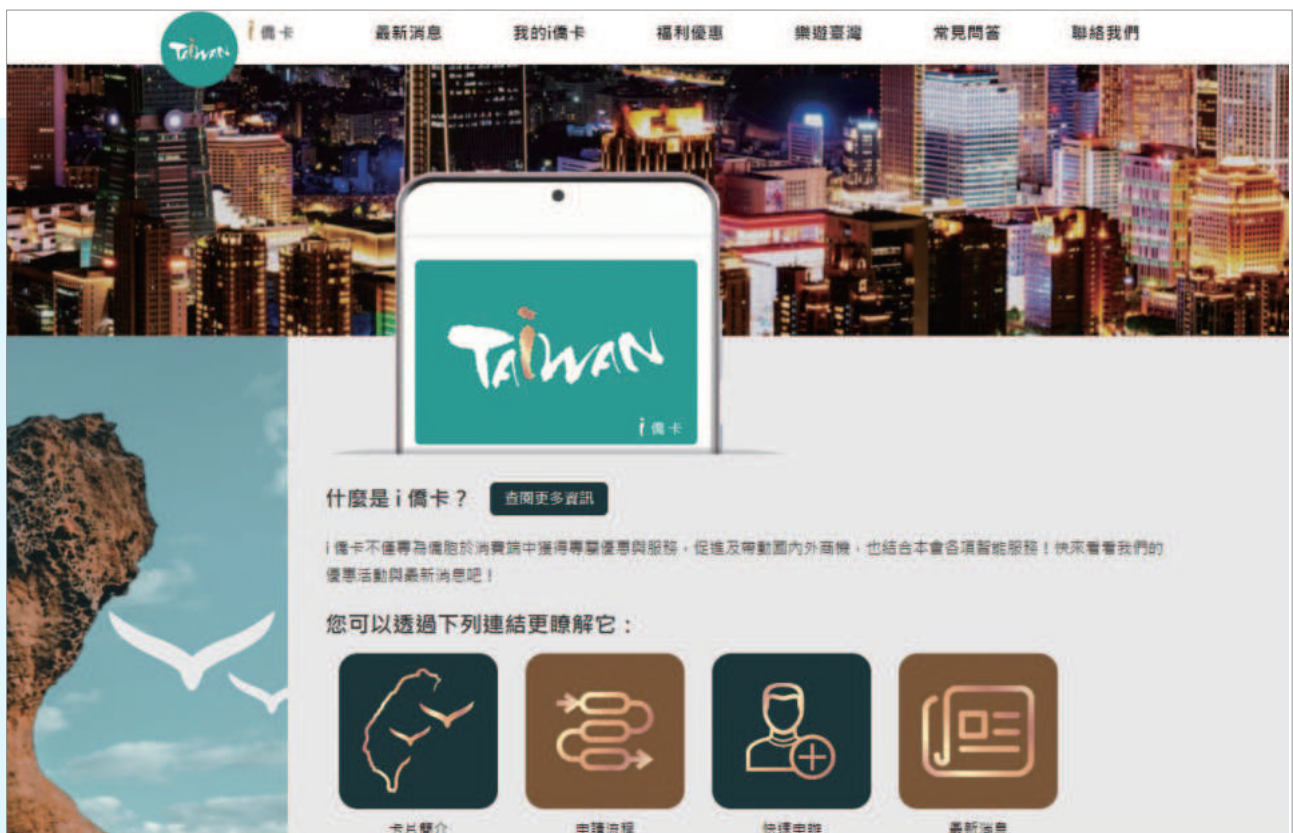 TAIWAN
i僑卡
最新消息
我的i僑卡
福利優惠
樂遊臺灣
常見問答
聯絡我們
TAIWAN
i僑卡
什麼是i僑卡？
查閱更多資訊
i僑卡不僅專為僑胞於消費端中獲得專屬優惠與服務，促進及帶動國內外商機，也結合本會各項智能服務！快來看看我們的
優惠活動與最新消息吧！
您可以透過下列連結更瞭解它：
卡片簡介
申請流程
快速申辦
最新消息